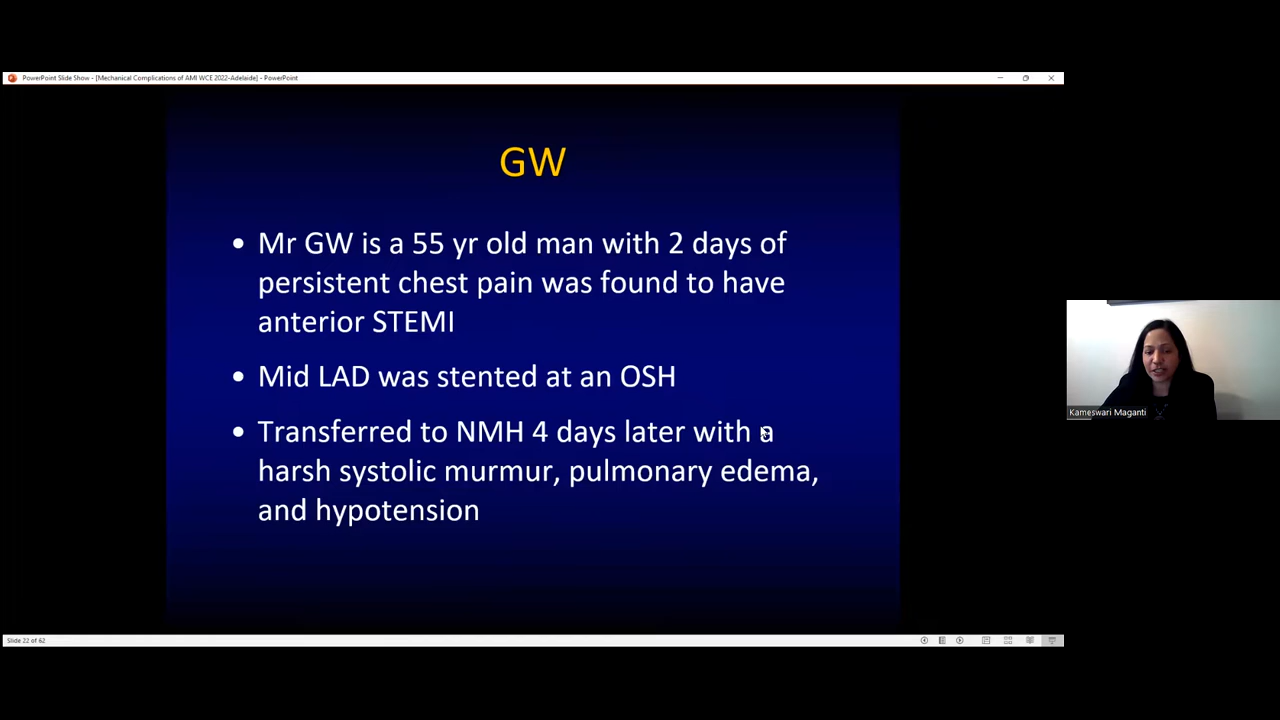 PowerPoint Slide Show - [Mechanical Complications of AMI WCE 2022-Adelaide] - PowerPoint
GW
• Mr GW is a 55 yr old man with 2 days of
persistent chest pain was found to have
anterior STEMI
• Mid LAD was stented at an OSH
• Transferred to NMH 4 days later with a
harsh systolic murmur, pulmonary edema,
and hypotension
Kameswari Maganti
Slide 22 of 62